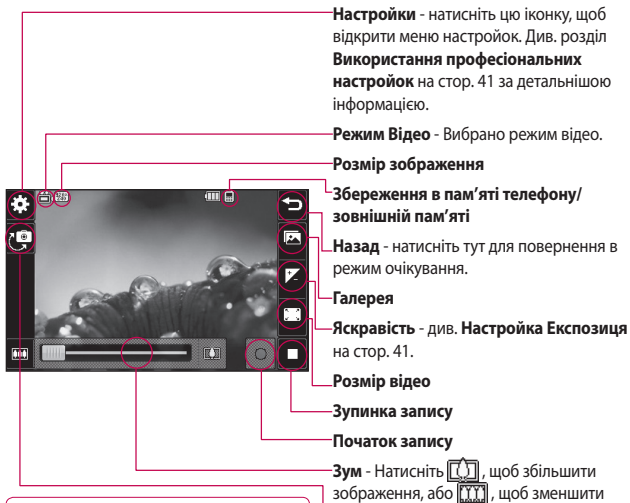 Настройки - натисніть цю іконку, щоб
відкрити меню настройок. Див. розділ
Використання професіональних
настройок на стор. 41 за детальнішою
інформацією.
Режим Відео - Вибрано режим відео.
Розмір зображення
Збереження в пам’яті телефону/
зовнішній пам’яті
Назад - натисніть тут для повернення в
режим очікування.
Галерея
Яскравість - див. Настройка Експозиця
на стор. 41.
Розмір відео
Зупинка запису
Початок запису
Зум - Натисніть , щоб збільшити
зображення, або , щоб зменшити